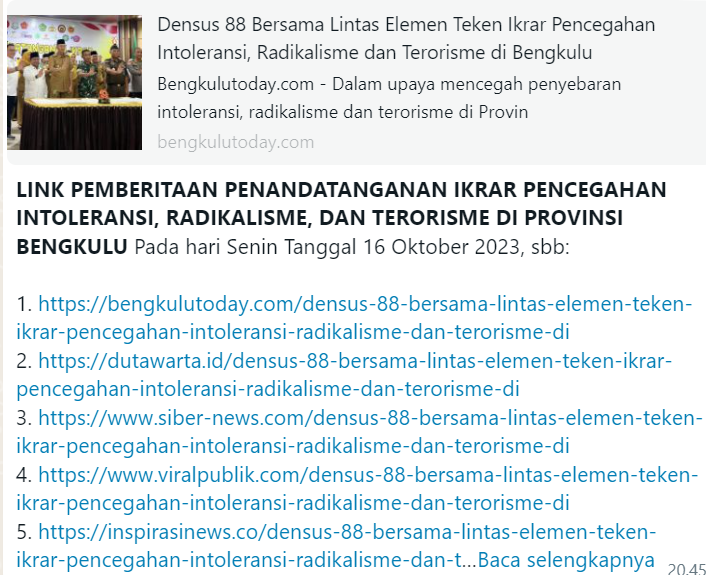 Densus 88 Bersama Lintas Elemen Teken Ikrar Pencegahan
Intoleransi, Radikalisme dan Terorisme di Bengkulu
Bengkulutoday.com - Dalam upaya mencegah penyebaran
intoleransi, radikalisme dan terorisme di Provin
bengkulutoday.com
LINK PEMBERITAAN PENANDATANGANAN IKRAR PENCEGAHAN
INTOLERANSI, RADIKALISME, DAN TERORISME DI PROVINSI
BENGKULU Pada hari Senin Tanggal 16 Oktober 2023, sbb:
1. https://bengkulutoday.com/densus-88-bersama-lintas-elemen-teken-
ikrar-pencegahan-intoleransi-radikalisme-dan-terorisme-di
2. https://dutawarta.id/densus-88-bersama-lintas-elemen-teken-ikrar-
pencegahan-intoleransi-radikalisme-dan-terorisme-di
3. https://www.siber-news.com/densus-88-bersama-lintas-elemen-teken-
ikrar-pencegahan-intoleransi-radikalisme-dan-terorisme-di
4. https://www.viralpublik.com/densus-88-bersama-lintas-elemen-teken-
ikrar-pencegahan-intoleransi-radikalisme-dan-terorisme-di
5. https://inspirasinews.co/densus-88-bersama-lintas-elemen-teken-
ikrar-pencegahan-intoleransi-radikalisme-dan-t...Baca selengkapnya
20.45